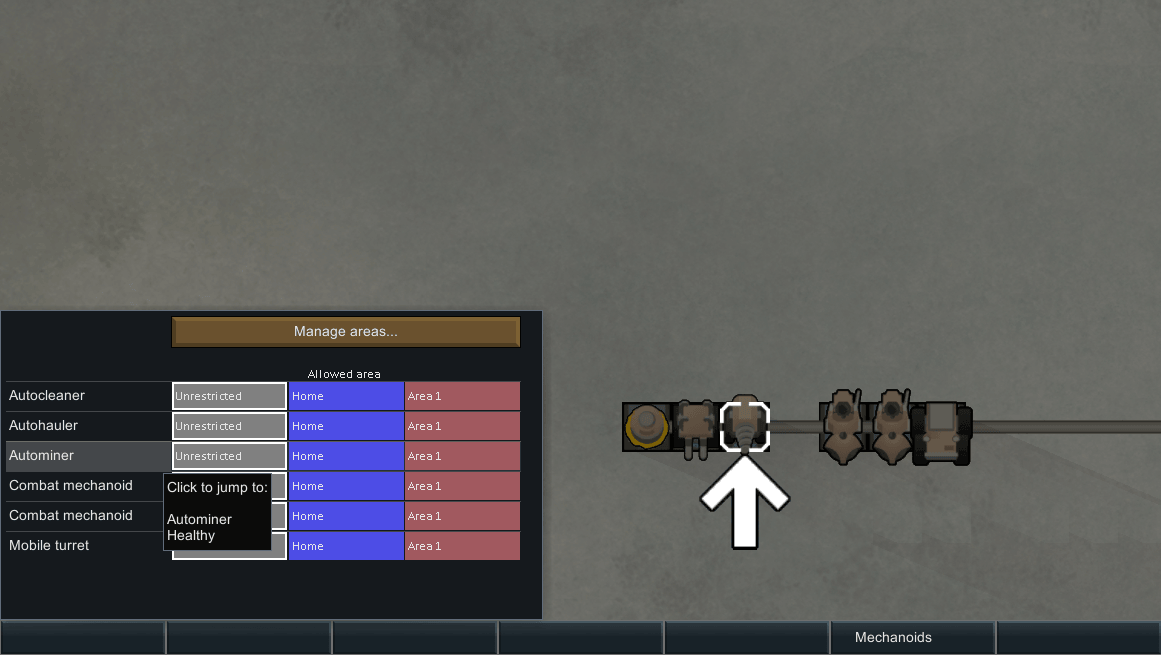 Manage areas...
Allowed area
Autocleaner Unrestricted Home Area 1
Autohauler Unrestricted Home Area 1
Autominer Unrestricted Home Area 1
Combat mechanoid Home Area 1
Click to jump to:
Combat mechanoid Home Area 1
Autominer
Healthy
Mobile turret Home Area 1
Mechanoids